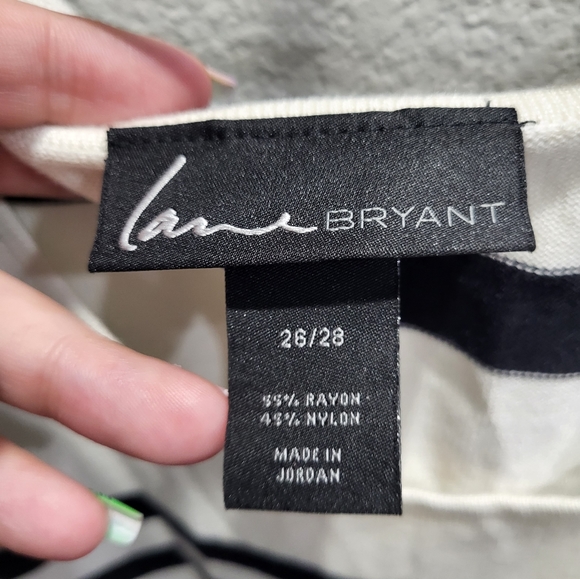 Lane BRYANT
26/28
55% RAYON
45% NYLON
MADE IN
JORDAN